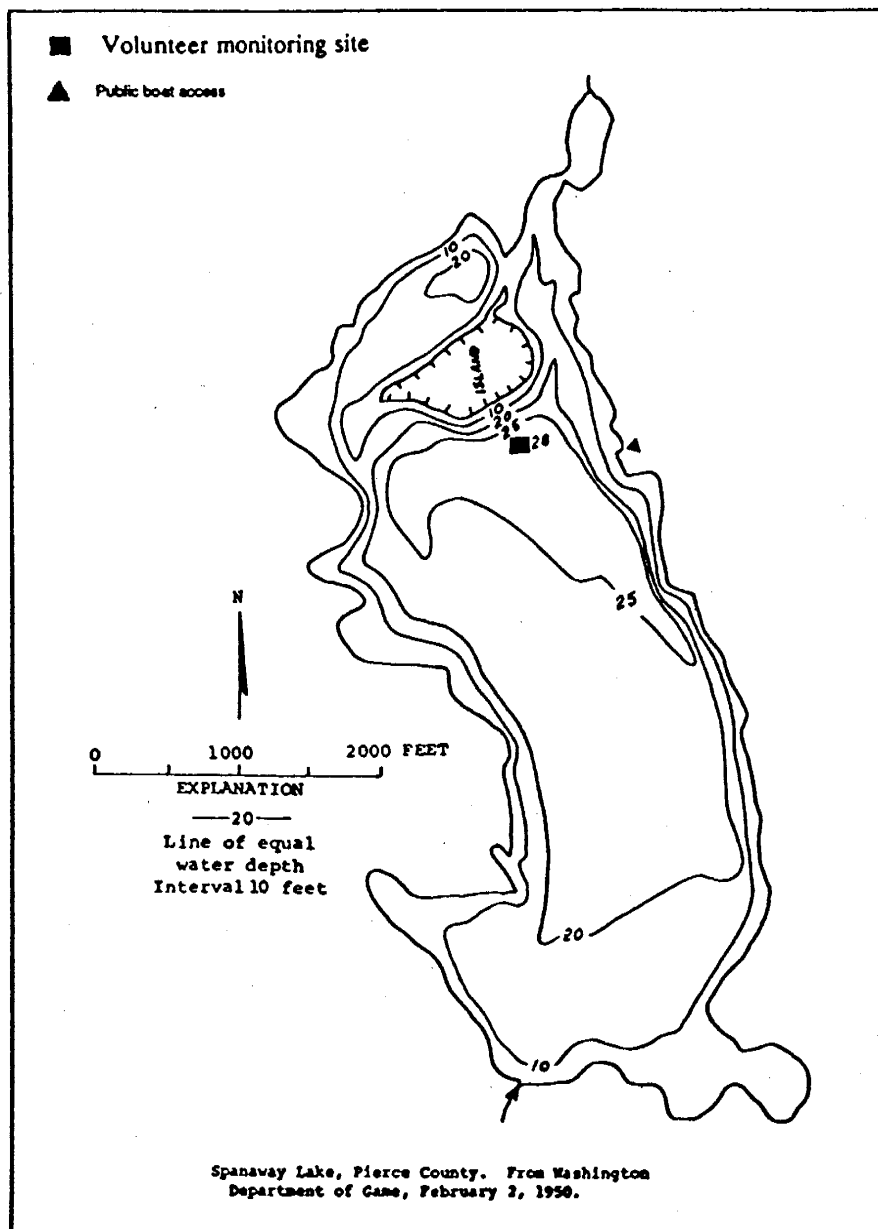 Volunteer monitoring site
Public boat access
10
20
ISLAND
10
20
25
28
25
N
0 1000 2000 FEET
EXPLANATION
20
Line of equal
water depth
Interval 10 feet
20
10
Spanaway Lake, Pierce County. From Washington
Department of Game, February 2, 1950.